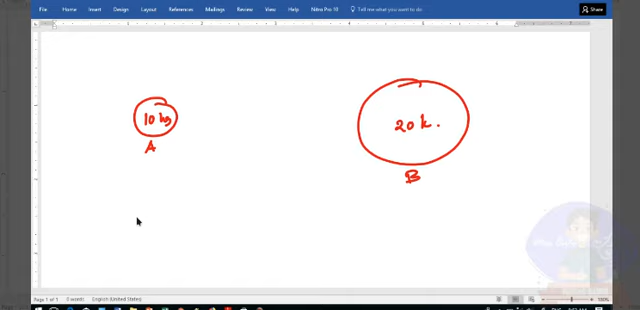 File Home Insert Design Layout References Mailings Review View Help Nitro Pro 10 Tell me what you want to do Share
10 kg
20 k.
A
B
Page 1 of 1 0 words English (United States) 100%